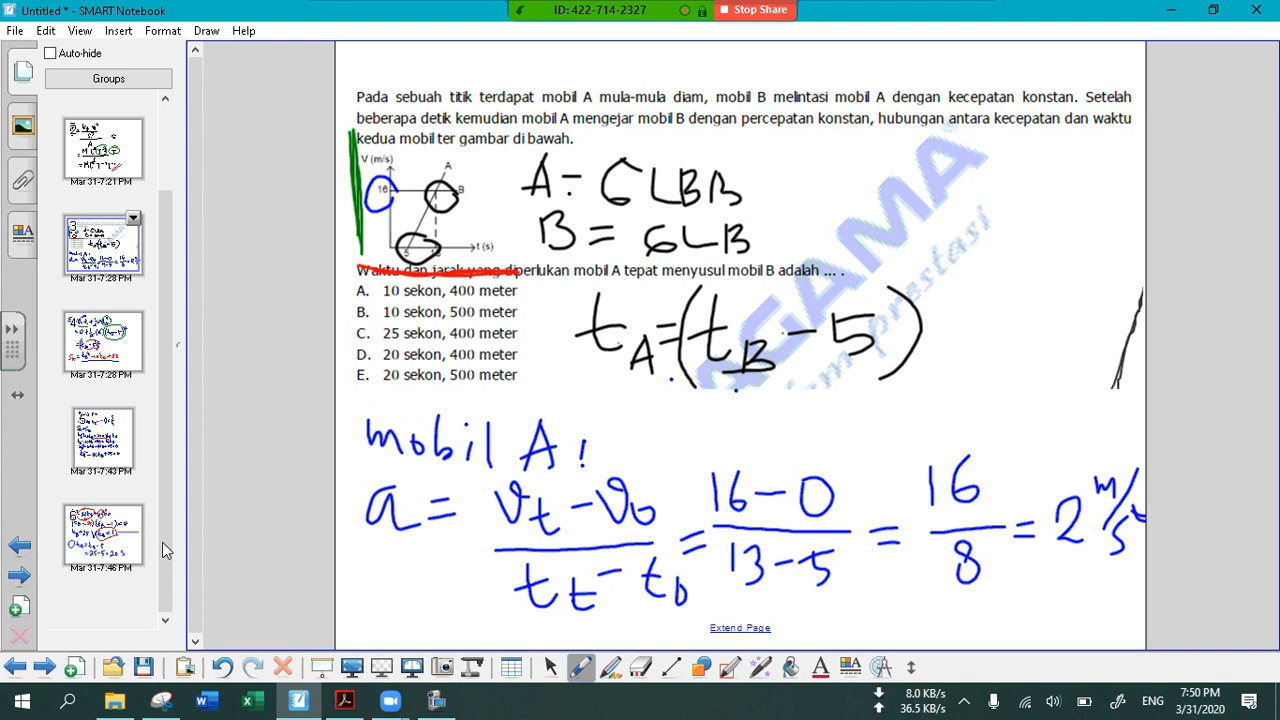 Untitled * - SMART Notebook
ID: 422-714-2327
Stop Share
File Edit View Insert Format Draw Help
Auto-hide
Groups
Mar 31-7:21
Mar 31-7:28
Mar 31-7:28
Mar 31-7:43
Mar 31-7:48
Pada sebuah titik terdapat mobil A mula-mula diam, mobil B melintasi mobil A dengan kecepatan konstan. Setelah
beberapa detik kemudian mobil A mengejar mobil B dengan percepatan konstan, hubungan antara kecepatan dan waktu
kedua mobil ter gambar di bawah.
V (m/s)
A
16
B
5
t (s)
A = GLBB
B = GLB
Waktu dan jarak yang diperlukan mobil A tepat menyusul mobil B adalah ... .
A. 10 sekon, 400 meter
B. 10 sekon, 500 meter
C. 25 sekon, 400 meter
D. 20 sekon, 400 meter
E. 20 sekon, 500 meter
tA = (tB - 5)
AGAMA
prestasi
mobil A !
a = vt - v0 / tt - t0 = 16 - 0 / 13 - 5 = 16 / 8 = 2 m/s
Extend Page
8.0 KB/s
36.5 KB/s
ENG
7:50 PM
3/31/2020